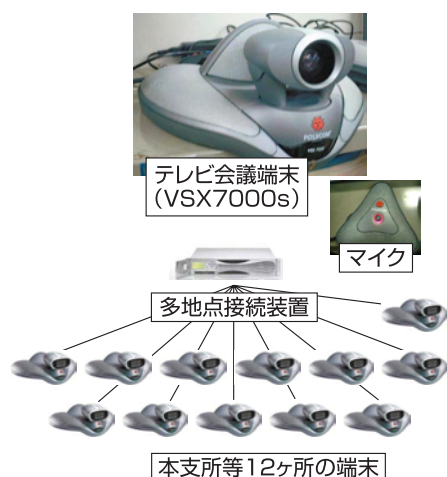 POLYCOM
テレビ会議端末
(VSX7000s)
マイク
多地点接続装置
本支所等12ヶ所の端末